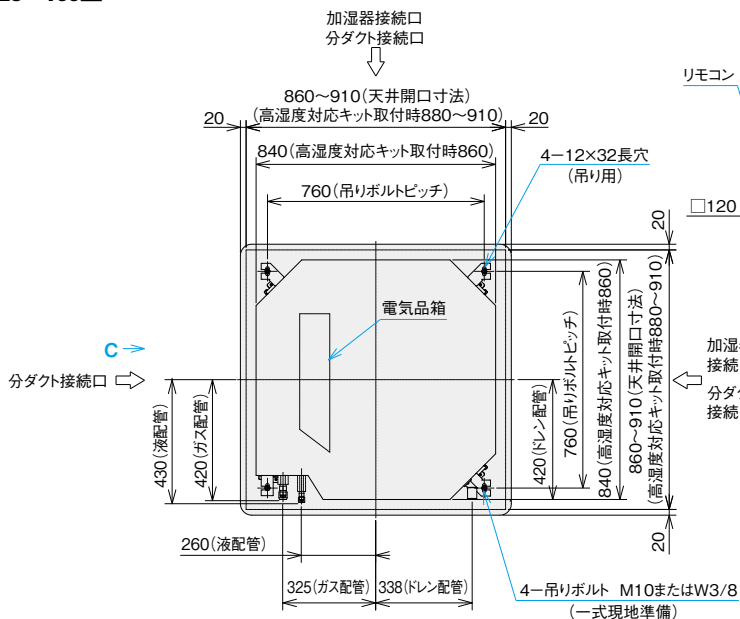 加湿器接続口
分ダクト接続口
リモコン
860～910(天井開口寸法)
(高湿度対応キット取付時880～910)
20
20
840(高湿度対応キット取付時860)
4－12×32長穴
(吊り用)
760(吊りボルトピッチ)
□120
20
電気品箱
C
分ダクト接続口
加湿
接続
分ダ
接続
430(液配管)
420(ガス配管)
420(ドレン配管)
760(吊りボルトピッチ)
840(高湿度対応キット取付時860)
860～910(天井開口寸法)
(高湿度対応キット取付時880～910)
20
260(液配管)
325(ガス配管)
338(ドレン配管)
4－吊りボルト M10またはW3/8
(一式現地準備)